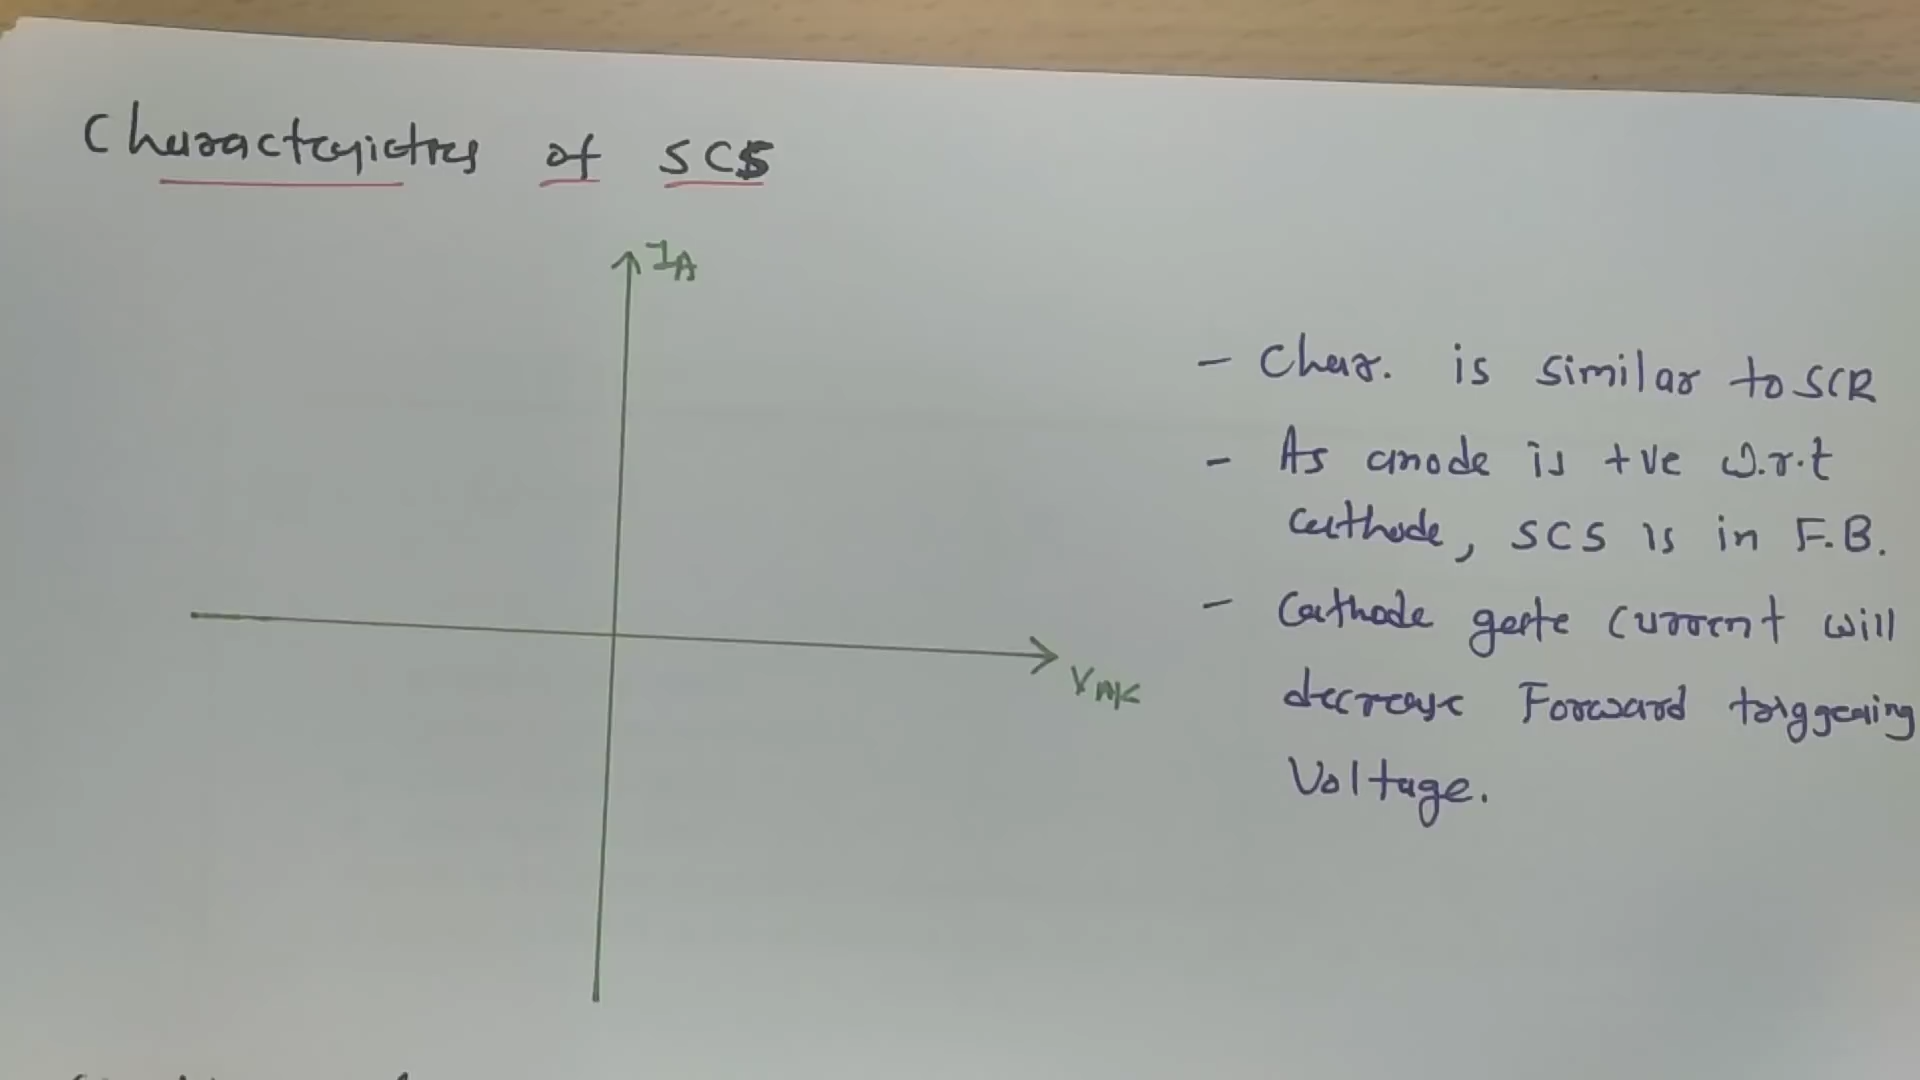 Characteristics of SCS
IA
VAK
- Char. is similar to SCR
- As anode is +ve w.r.t
cathode, SCS is in F.B.
- Cathode gate current will
decrease Forward triggering
Voltage.